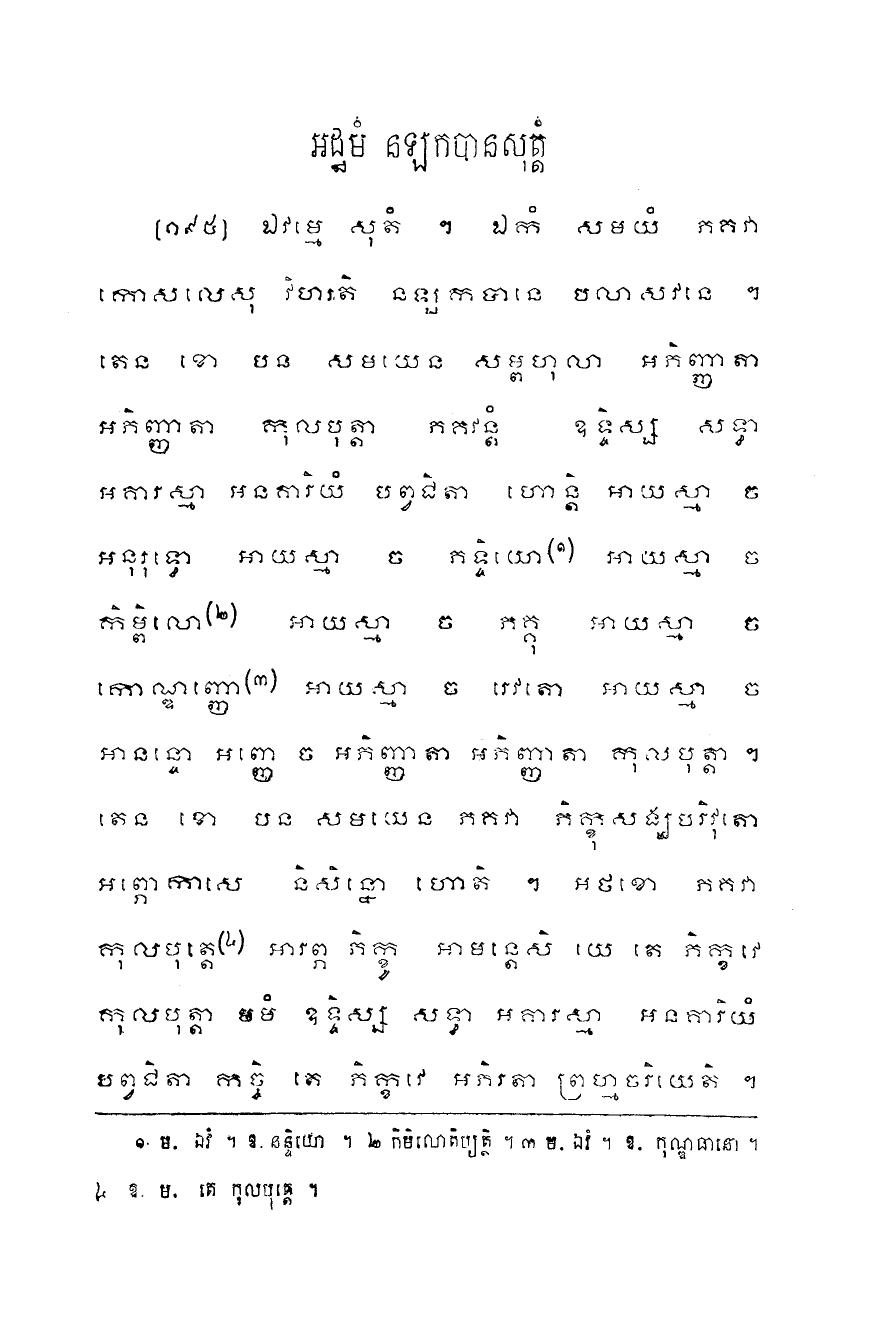 អដ្ឋមំ នឡកបានសុត្តំ
[១៩៥] ឯវម្មេ សុតំ ។ ឯកំ សមយំ ភគវា
កោសលេសុ វិហរតិ នឡកបានេ បលាសវនេ ។
តេន ខោ បន សមយេន សម្ពហុលា អភិញ្ញាតា
អភិញ្ញាតា កុលបុត្តា ភគវន្តំ ឧទ្ទិស្ស សទ្ធា
អគារស្មា អនគារិយំ បព្វជិតា ហោន្តិ អាយស្មា ច
អនុរុទ្ធោ អាយស្មា ច ភទ្ទិយោ(១) អាយស្មា ច
កិម្ពិលោ(២) អាយស្មា ច ភគ្គុ អាយស្មា ច
កោណ្ឌញ្ញោ(៣) អាយស្មា ច រេវតោ អាយស្មា ច
អានន្ទោ អញ្ញេ ច អភិញ្ញាតា អភិញ្ញាតា កុលបុត្តា ។
តេន ខោ បន សមយេន ភគវា ភិក្ខុសង្ឃបរិវុតោ
អព្ភោកាសេ និសិន្នោ ហោតិ ។ អថខោ ភគវា
កុលបុត្តេ(៤) អារព្ភ ភិក្ខូ អាមន្តេសិ យេ តេ ភិក្ខវេ
កុលបុត្តា មមំ ឧទ្ទិស្ស សទ្ធា អគារស្មា អនគារិយំ
បព្វជិតា កច្ចិ តេ ភិក្ខវេ អភិរតា ព្រហ្មចរិយេតិ ។
១. ម. ឯវំ ។ ឱ. នន្ទិយោ ។ ២ កិមិលោតិប្យត្ថិ ។ ៣ ម. ឯវំ ។ ឱ. កុណ្ឌធានោ ។
៤ ឱ. ម. តេ កុលបុត្តេ ។